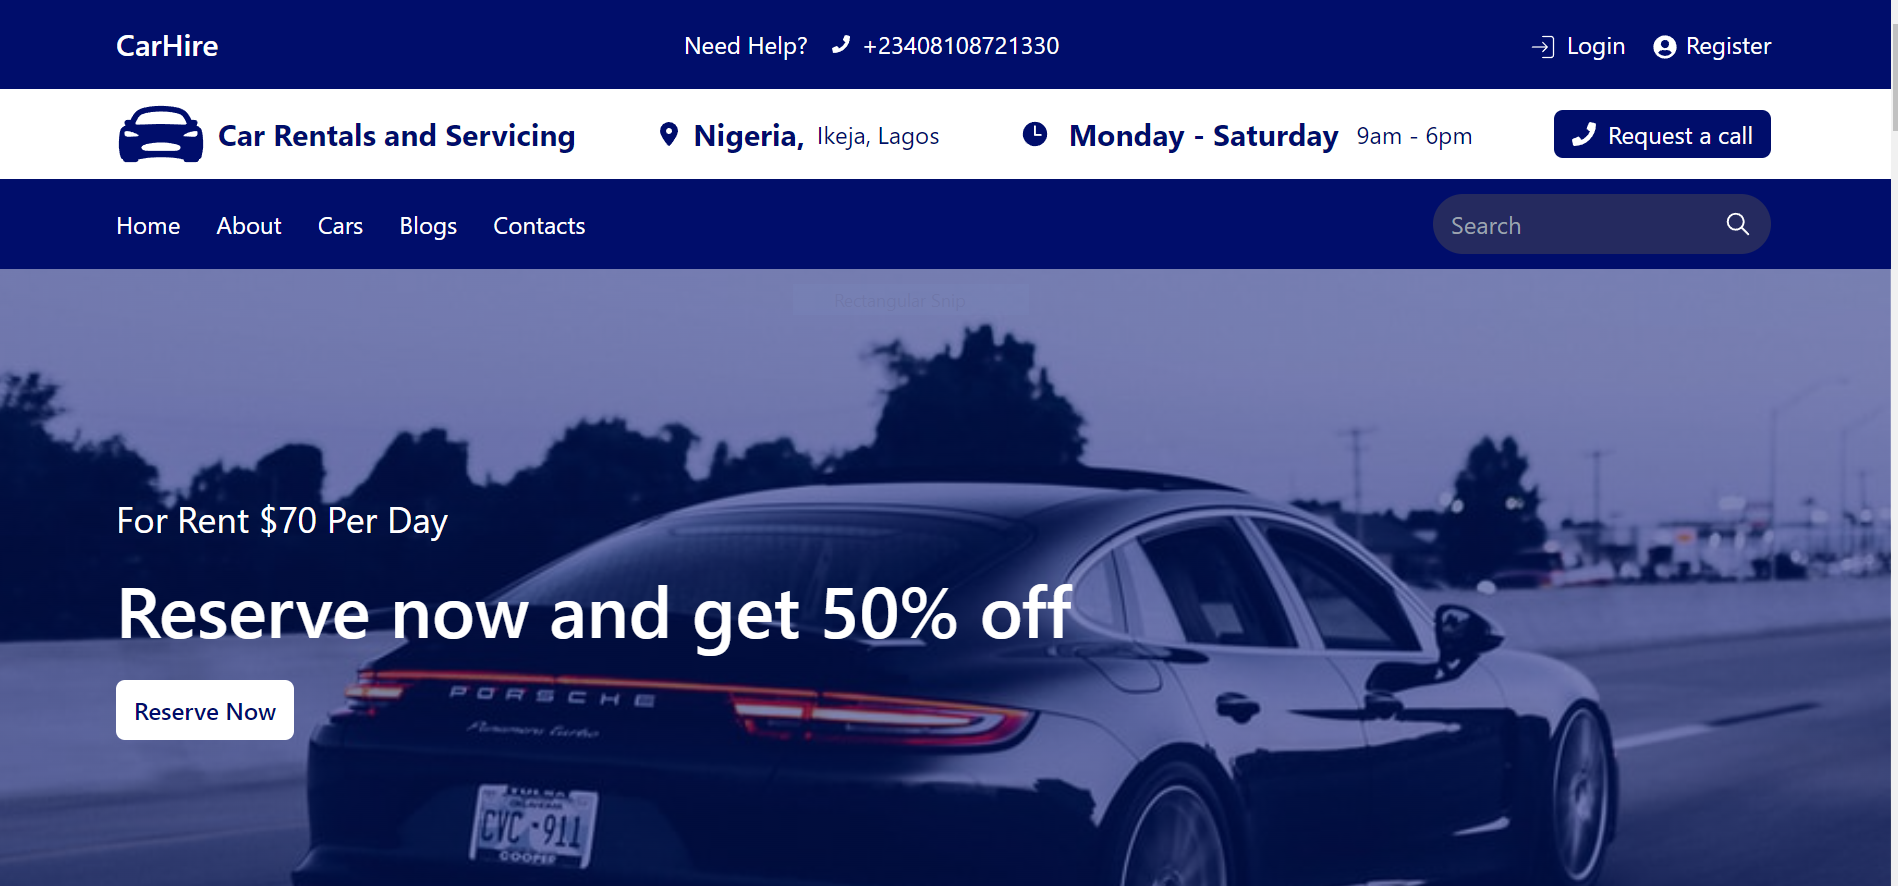 CarHire
Need Help? +23408108721330
Login Register
Car Rentals and Servicing
Nigeria, Ikeja, Lagos
Monday - Saturday 9am - 6pm
Request a call
Home About Cars Blogs Contacts
Search
Rectangular Snip
For Rent $70 Per Day
Reserve now and get 50% off
Reserve Now
PORSCHE
Panamera turbo
TULSA
OKLAHOMA
CVC-911
COOPER